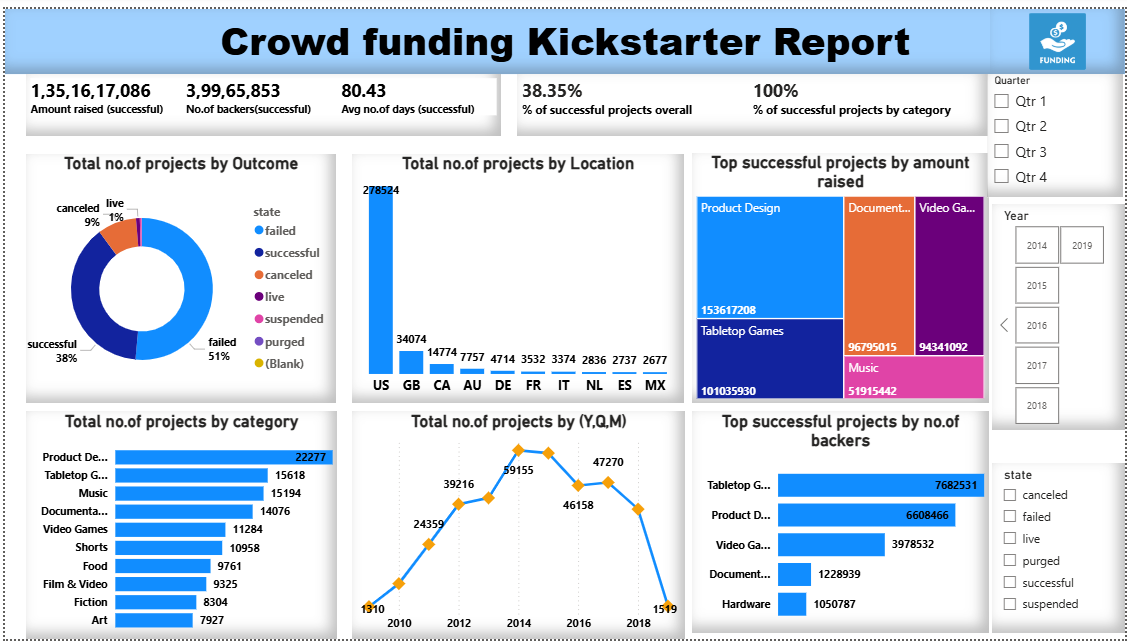 Crowd funding Kickstarter Report
FUNDING
1,35,16,17,086
Amount raised (successful)
3,99,65,853
No.of backers(successful)
80.43
Avg no.of days (successful)
38.35%
% of successful projects overall
100%
% of successful projects by category
Quarter
Qtr 1
Qtr 2
Qtr 3
Qtr 4
Total no.of projects by Outcome
canceled
9%
live
1%
successful
38%
failed
51%
state
failed
successful
canceled
live
suspended
purged
(Blank)
Total no.of projects by Location
278524
34074
14774
7757
4714
3532
3374
2836
2737
2677
US GB CA AU DE FR IT NL ES MX
Top successful projects by amount
raised
Product Design
153617208
Tabletop Games
101035930
Document...
96795015
Video Ga...
94341092
Music
51915442
Year
2014 2019
2015
2016
2017
2018
Total no.of projects by category
Product De... 22277
Tabletop G... 15618
Music 15194
Documenta... 14076
Video Games 11284
Shorts 10958
Food 9761
Film & Video 9325
Fiction 8304
Art 7927
Total no.of projects by (Y,Q,M)
1310
24359
39216
59155
46158
47270
1519
2010 2012 2014 2016 2018
Top successful projects by no.of
backers
Tabletop G... 7682531
Product D... 6608466
Video Ga... 3978532
Document... 1228939
Hardware 1050787
state
canceled
failed
live
purged
successful
suspended